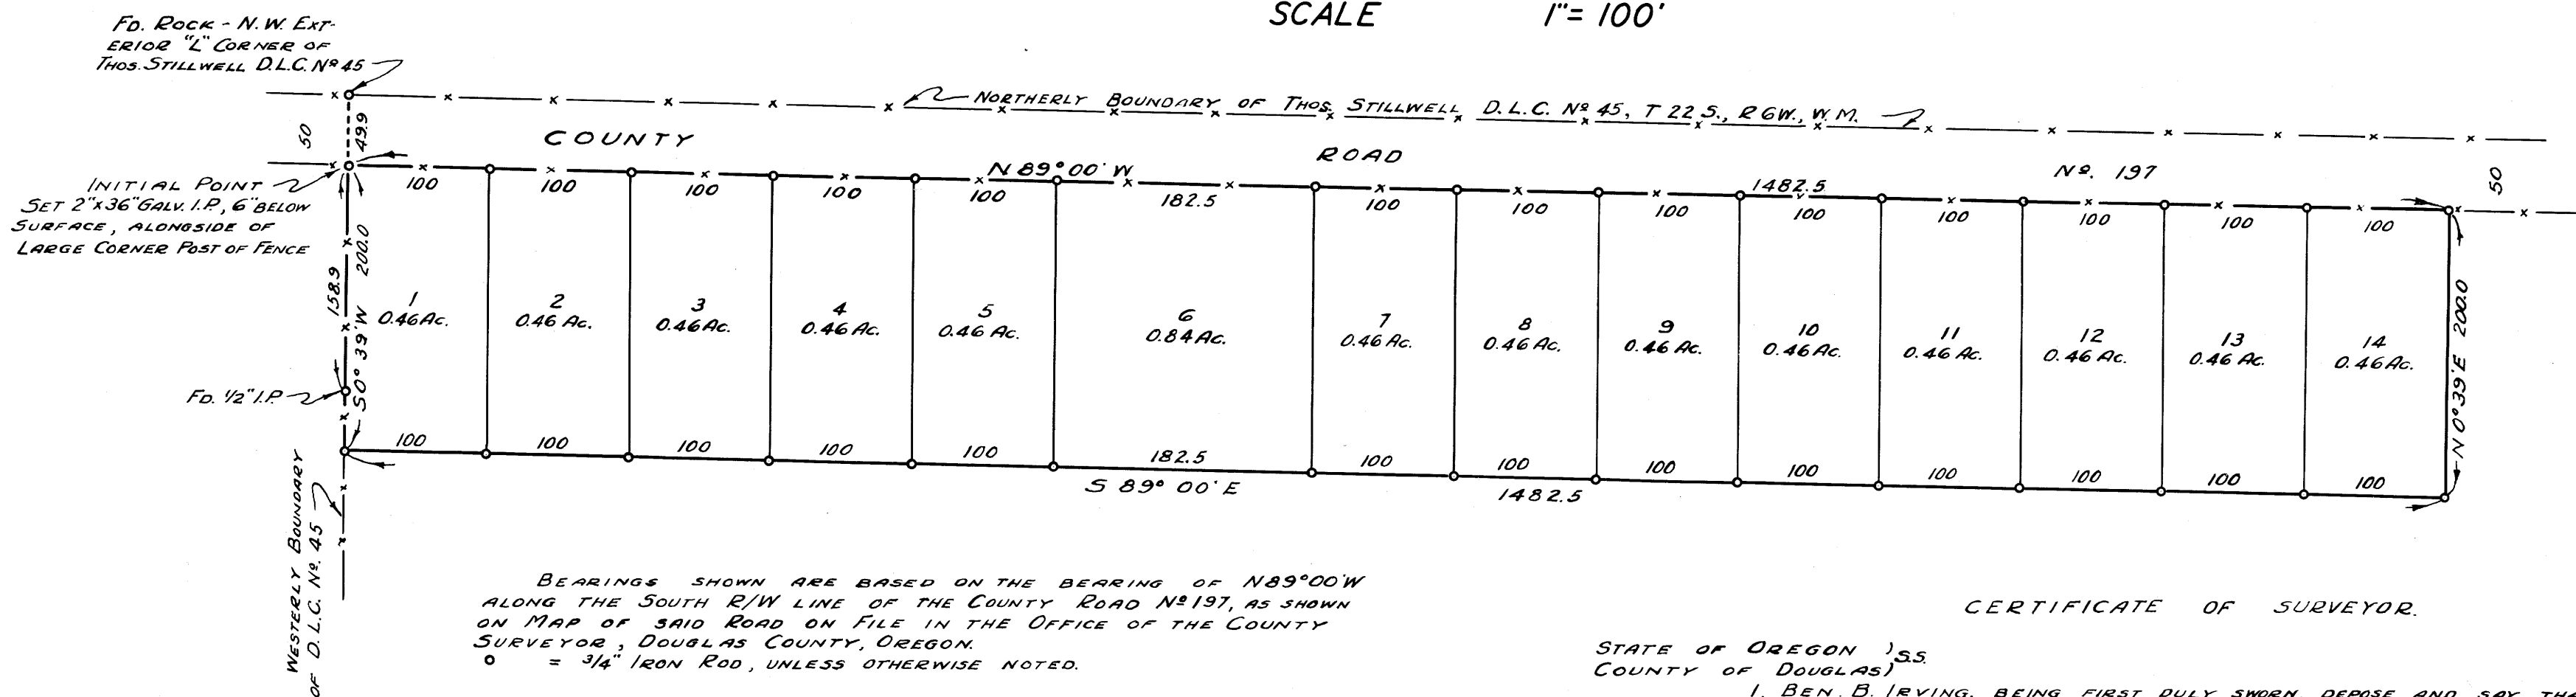 SCALE 1"= 100'
FD. ROCK - N.W. EXT-
ERIOR "L" CORNER OF
THOS. STILLWELL D.L.C. Nº 45
NORTHERLY BOUNDARY OF THOS. STILLWELL D.L.C. Nº 45, T 22 S., R 6W., W.M.
50
49.9
COUNTY ROAD Nº. 197
50
N 89° 00' W
1482.5
INITIAL POINT
SET 2"x36" GALV. I.P., 6" BELOW
SURFACE, ALONGSIDE OF
LARGE CORNER POST OF FENCE
100 100 100 100 100 182.5 100 100 100 100 100 100 100 100
158.9
S 0° 39' W 200.0
1
0.46 Ac.
2
0.46 Ac.
3
0.46 Ac.
4
0.46 Ac.
5
0.46 Ac.
6
0.84 Ac.
7
0.46 Ac.
8
0.46 Ac.
9
0.46 Ac.
10
0.46 Ac.
11
0.46 Ac.
12
0.46 Ac.
13
0.46 Ac.
14
0.46 Ac.
N 0° 39' E 200.0
FD. 1/2" I.P.
100 100 100 100 100 182.5 100 100 100 100 100 100 100 100
S 89° 00' E
1482.5
WESTERLY BOUNDARY
OF D.L.C. Nº. 45
BEARINGS SHOWN ARE BASED ON THE BEARING OF N89°00'W
ALONG THE SOUTH R/W LINE OF THE COUNTY ROAD Nº 197, AS SHOWN
ON MAP OF SAID ROAD ON FILE IN THE OFFICE OF THE COUNTY
SURVEYOR, DOUGLAS COUNTY, OREGON.
= 3/4" IRON ROD, UNLESS OTHERWISE NOTED.
CERTIFICATE OF SURVEYOR.
STATE OF OREGON ) S.S.
COUNTY OF DOUGLAS)
I, BEN. B. IRVING, BEING FIRST DULY SWORN, DEPOSE AND SAY THA